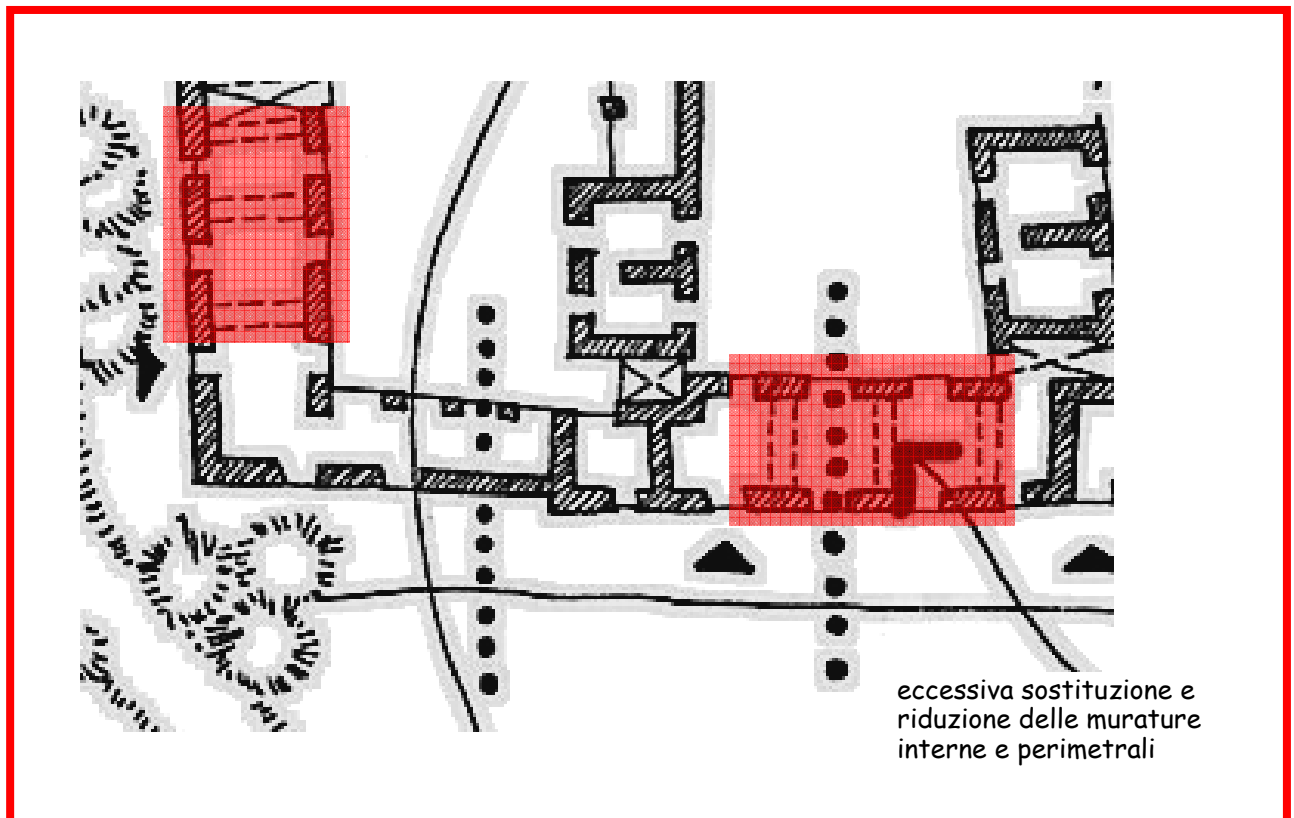 eccessiva sostituzione e
riduzione delle murature
interne e perimetrali